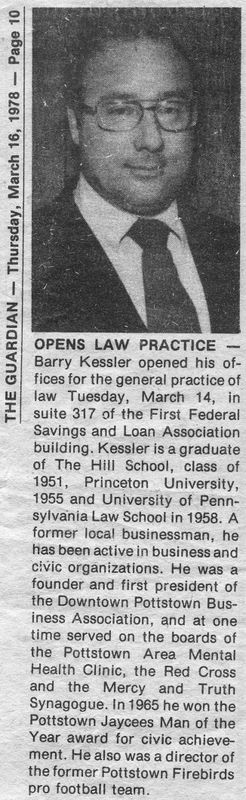 THE GUARDIAN — Thursday, March 16, 1978 — Page 10
OPENS LAW PRACTICE —
Barry Kessler opened his of-
fices for the general practice of
law Tuesday, March 14, in
suite 317 of the First Federal
Savings and Loan Association
building. Kessler is a graduate
of The Hill School, class of
1951, Princeton University,
1955 and University of Penn-
sylvania Law School in 1958. A
former local businessman, he
has been active in business and
civic organizations. He was a
founder and first president of
the Downtown Pottstown Bus-
iness Association, and at one
time served on the boards of
the Pottstown Area Mental
Health Clinic, the Red Cross
and the Mercy and Truth
Synagogue. In 1965 he won the
Pottstown Jaycees Man of the
Year award for civic achieve-
ment. He also was a director of
the former Pottstown Firebirds
pro football team.